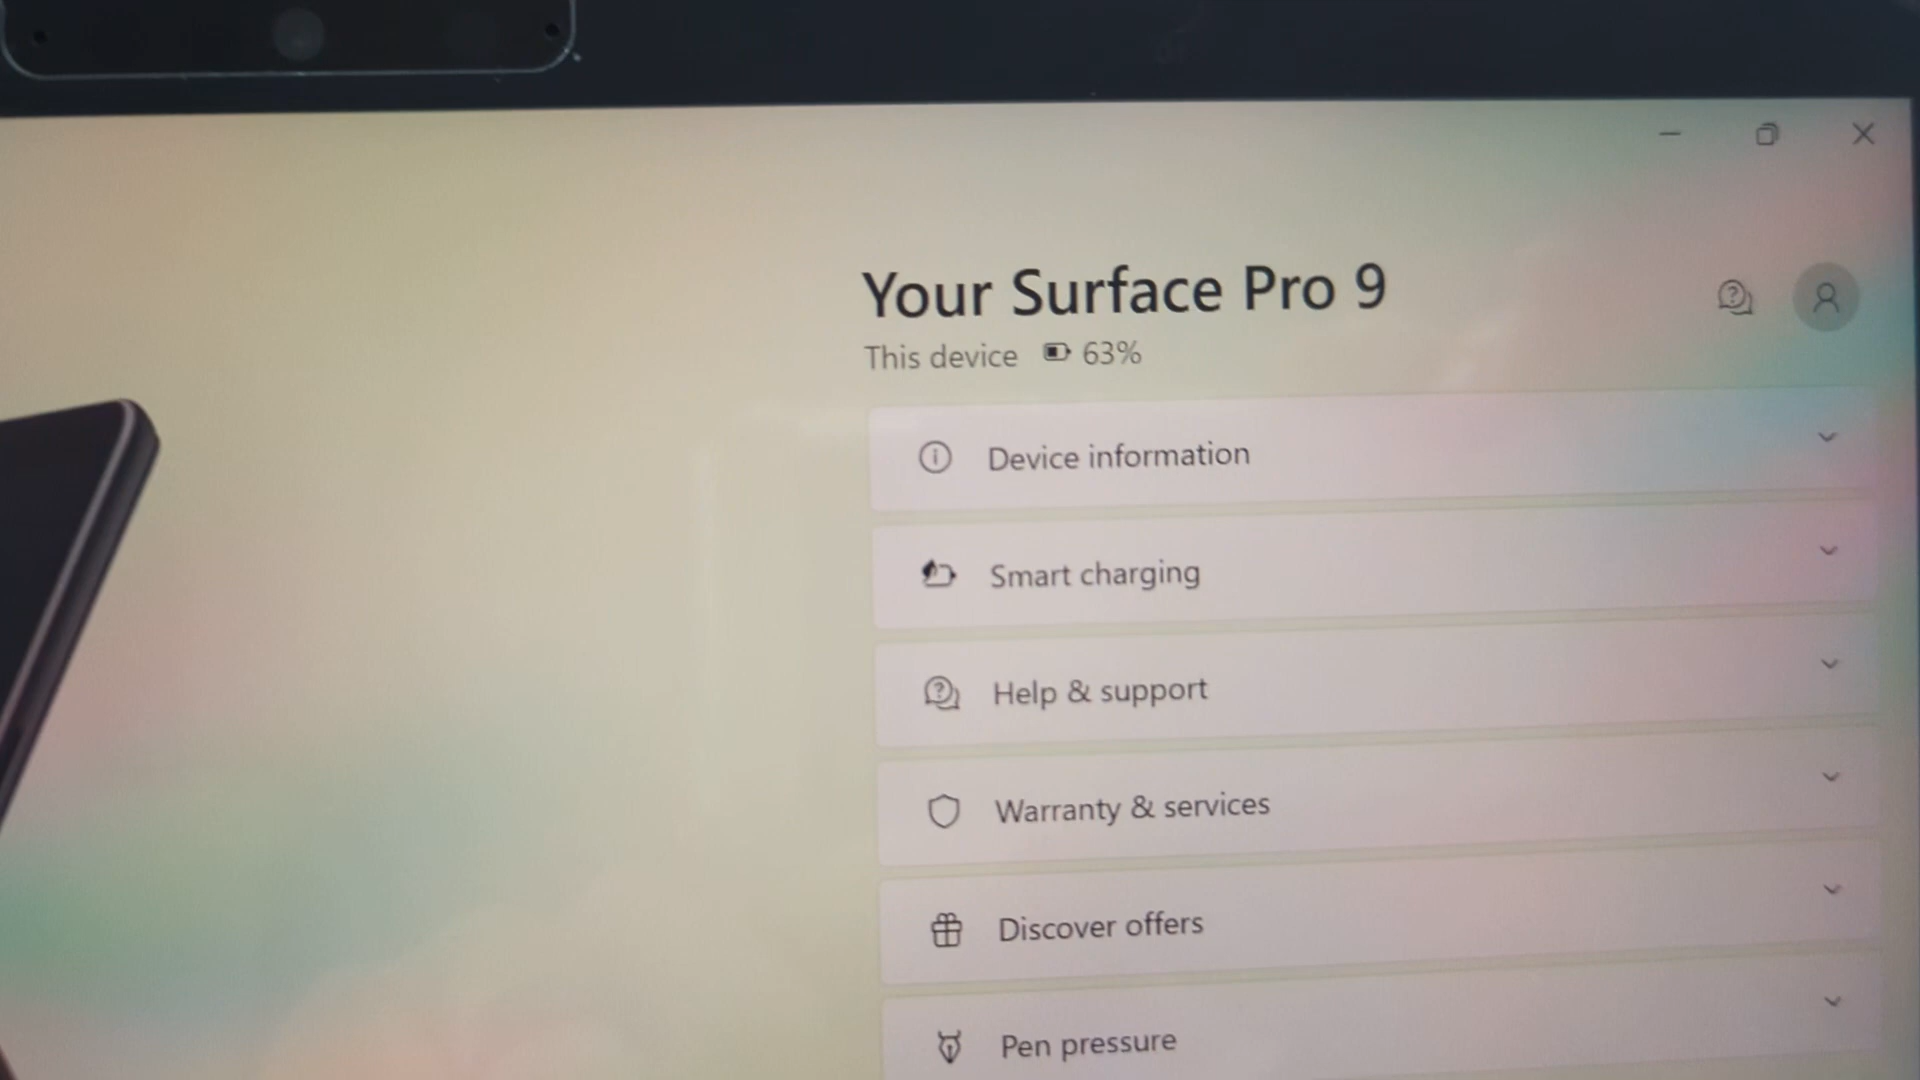 Your Surface Pro 9
This device 63%
Device information
Smart charging
Help & support
Warranty & services
Discover offers
Pen pressure